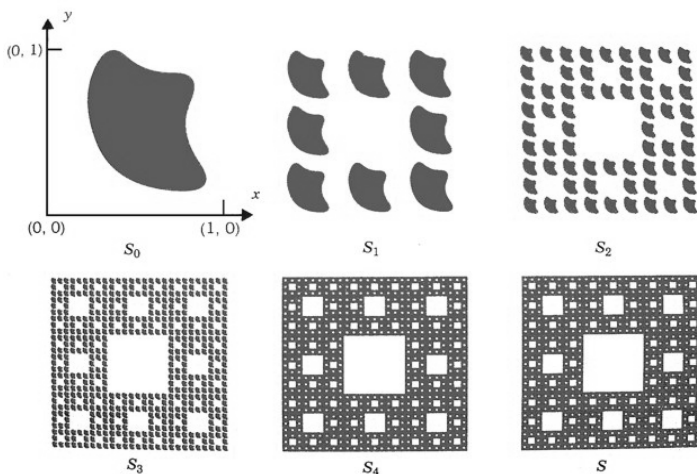 y
(0, 1)
x
(0, 0)
(1, 0)
S₀
S₁
S₂
S₃
S₄
S